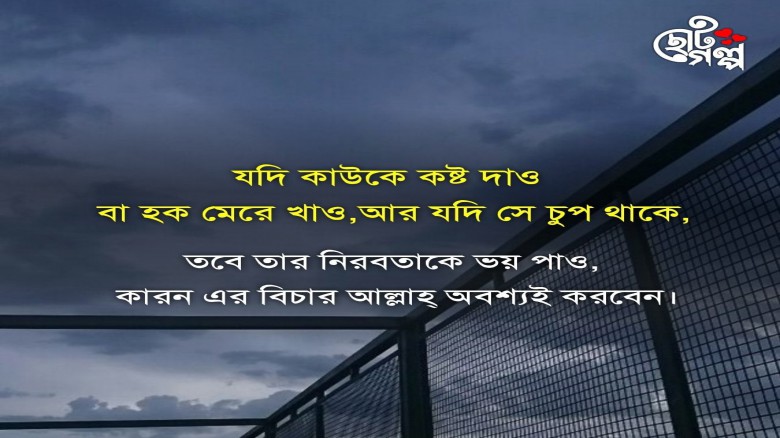 ছোট
গল্প
যদি কাউকে কষ্ট দাও
বা হক মেরে খাও,আর যদি সে চুপ থাকে,
তবে তার নিরবতাকে ভয় পাও,
কারন এর বিচার আল্লাহ্ অবশ্যই করবেন।